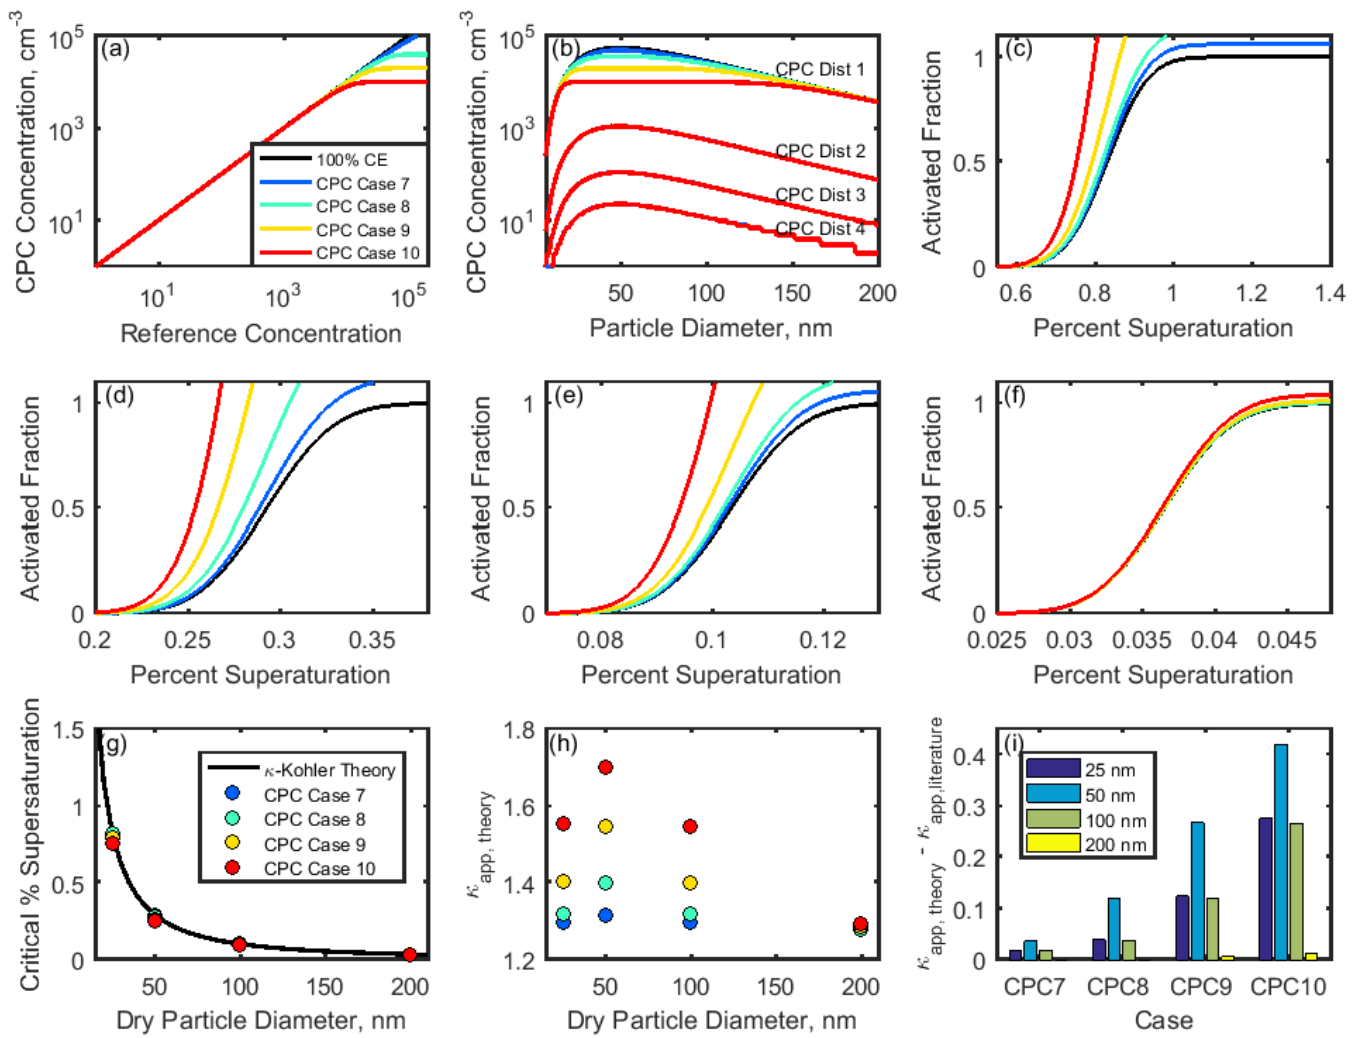 (a)
CPC Concentration, cm-3
10^5
10^3
10^1
100% CE
CPC Case 7
CPC Case 8
CPC Case 9
CPC Case 10
10^1
10^3
10^5
Reference Concentration
(b)
CPC Concentration, cm-3
10^5
10^3
10^1
CPC Dist 1
CPC Dist 2
CPC Dist 3
CPC Dist 4
50
100
150
200
Particle Diameter, nm
(c)
Activated Fraction
1
0.5
0
0.6
0.8
1
1.2
1.4
Percent Superaturation
(d)
Activated Fraction
1
0.5
0
0.2
0.25
0.3
0.35
Percent Superaturation
(e)
Activated Fraction
1
0.5
0
0.08
0.1
0.12
Percent Superaturation
(f)
Activated Fraction
1
0.5
0
0.025
0.03
0.035
0.04
0.045
Percent Superaturation
(g)
Critical % Supersaturation
1.5
1
0.5
0
κ-Kohler Theory
CPC Case 7
CPC Case 8
CPC Case 9
CPC Case 10
50
100
150
200
Dry Particle Diameter, nm
(h)
κ app, theory
1.8
1.6
1.4
1.2
50
100
150
200
Dry Particle Diameter, nm
(i)
κ app, theory - κ app,literature
0.4
0.3
0.2
0.1
0
25 nm
50 nm
100 nm
200 nm
CPC7
CPC8
CPC9
CPC10
Case